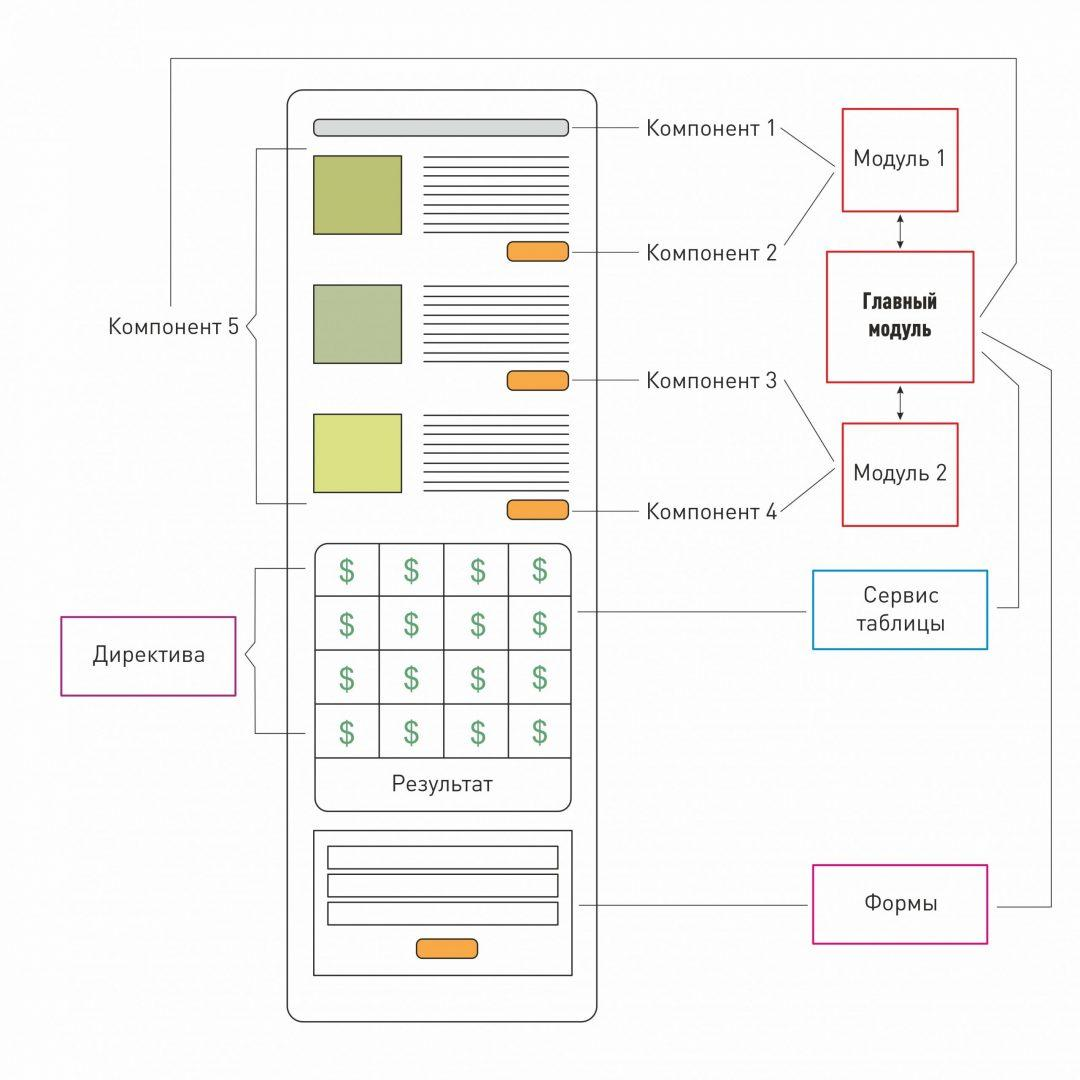 Компонент 1
Модуль 1
Компонент 2
Главный
модуль
Компонент 5
Компонент 3
Модуль 2
Компонент 4
$ $ $ $
Сервис
таблицы
$ $ $ $
Директива
$ $ $ $
$ $ $ $
Результат
Формы